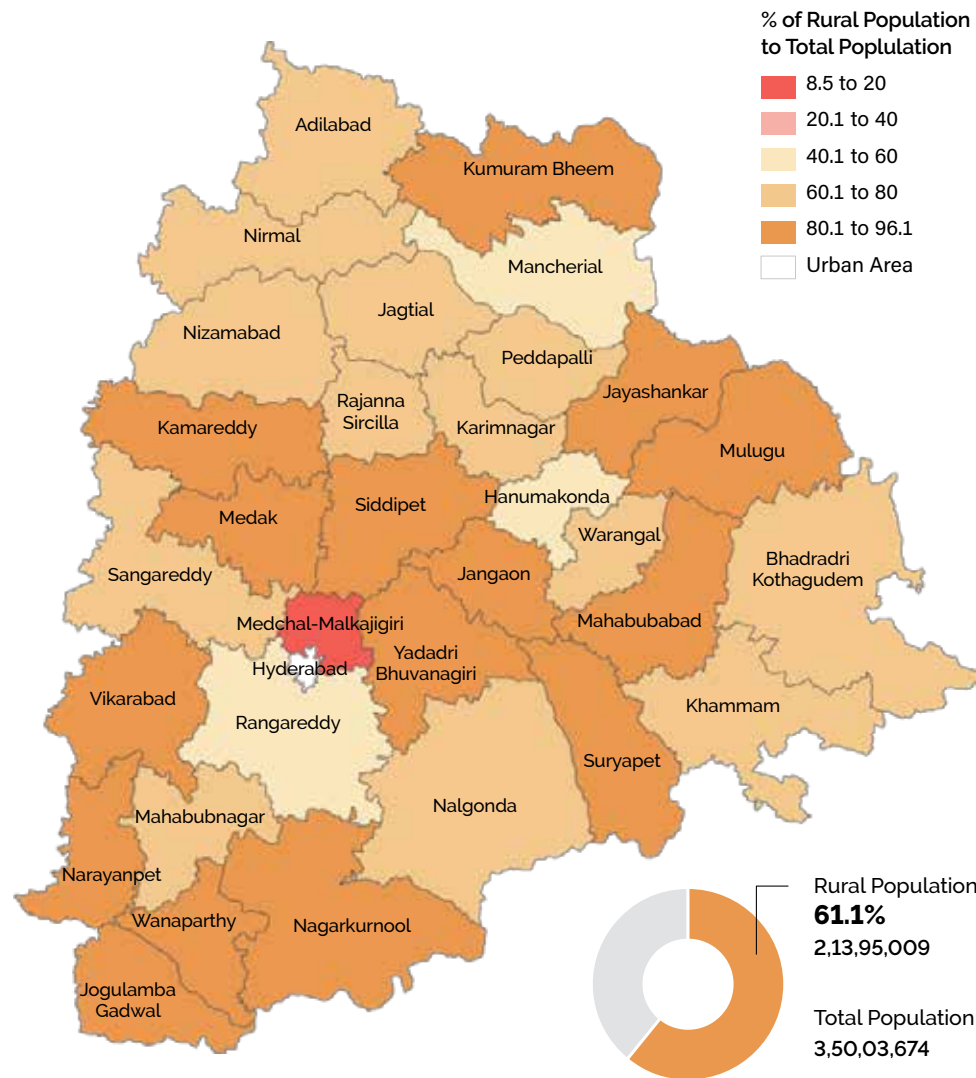 % of Rural Population
to Total Poplulation
8.5 to 20
20.1 to 40
40.1 to 60
60.1 to 80
80.1 to 96.1
Urban Area
Adilabad
Kumuram Bheem
Nirmal
Mancherial
Jagtial
Nizamabad
Peddapalli
Jayashankar
Rajanna
Sircilla
Kamareddy
Karimnagar
Mulugu
Hanumakonda
Siddipet
Medak
Warangal
Bhadradri
Kothagudem
Sangareddy
Jangaon
Medchal-Malkajigiri
Mahabubabad
Yadadri
Bhuvanagiri
Hyderabad
Vikarabad
Khammam
Rangareddy
Suryapet
Nalgonda
Mahabubnagar
Narayanpet
Wanaparthy
Nagarkurnool
Jogulamba
Gadwal
Rural Population
61.1%
2,13,95,009
Total Population
3,50,03,674